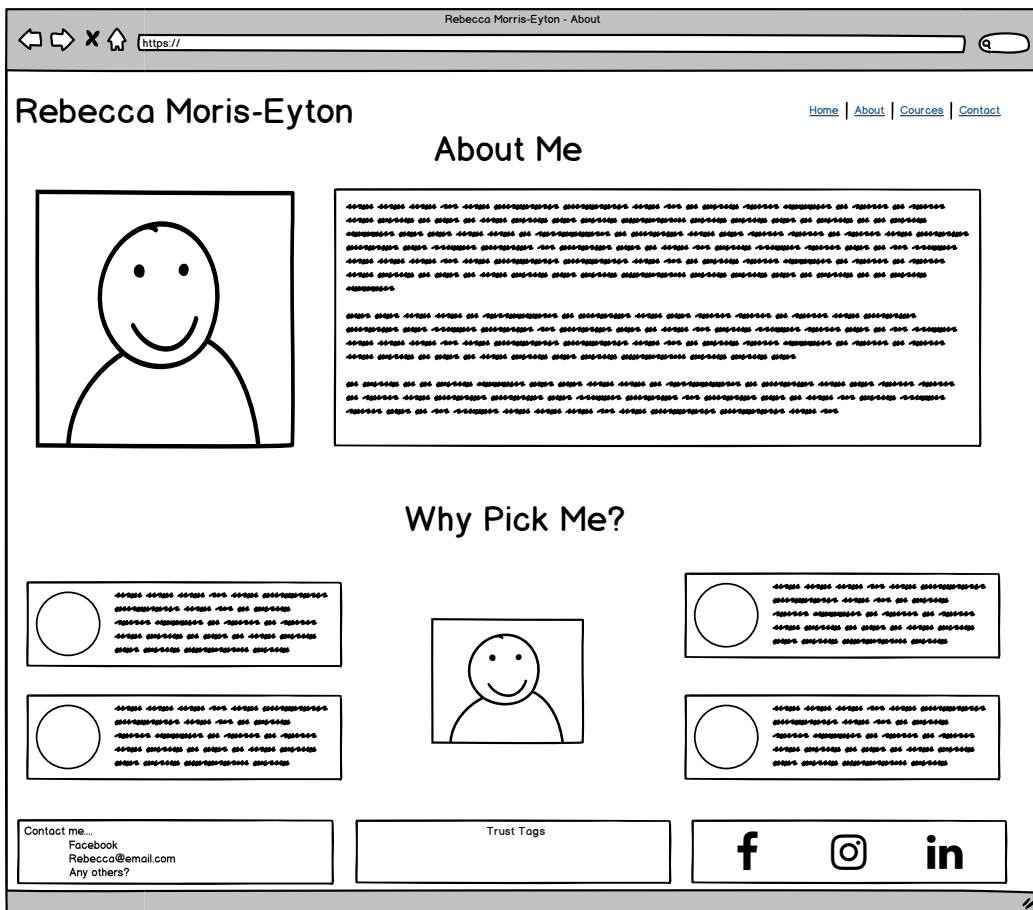 Rebecca Morris-Eyton - About
https://
Rebecca Moris-Eyton
Home | About | Cources | Contact
About Me
Why Pick Me?
Contact me....
Facebook
Rebecca@email.com
Any others?
Trust Tags
f
in